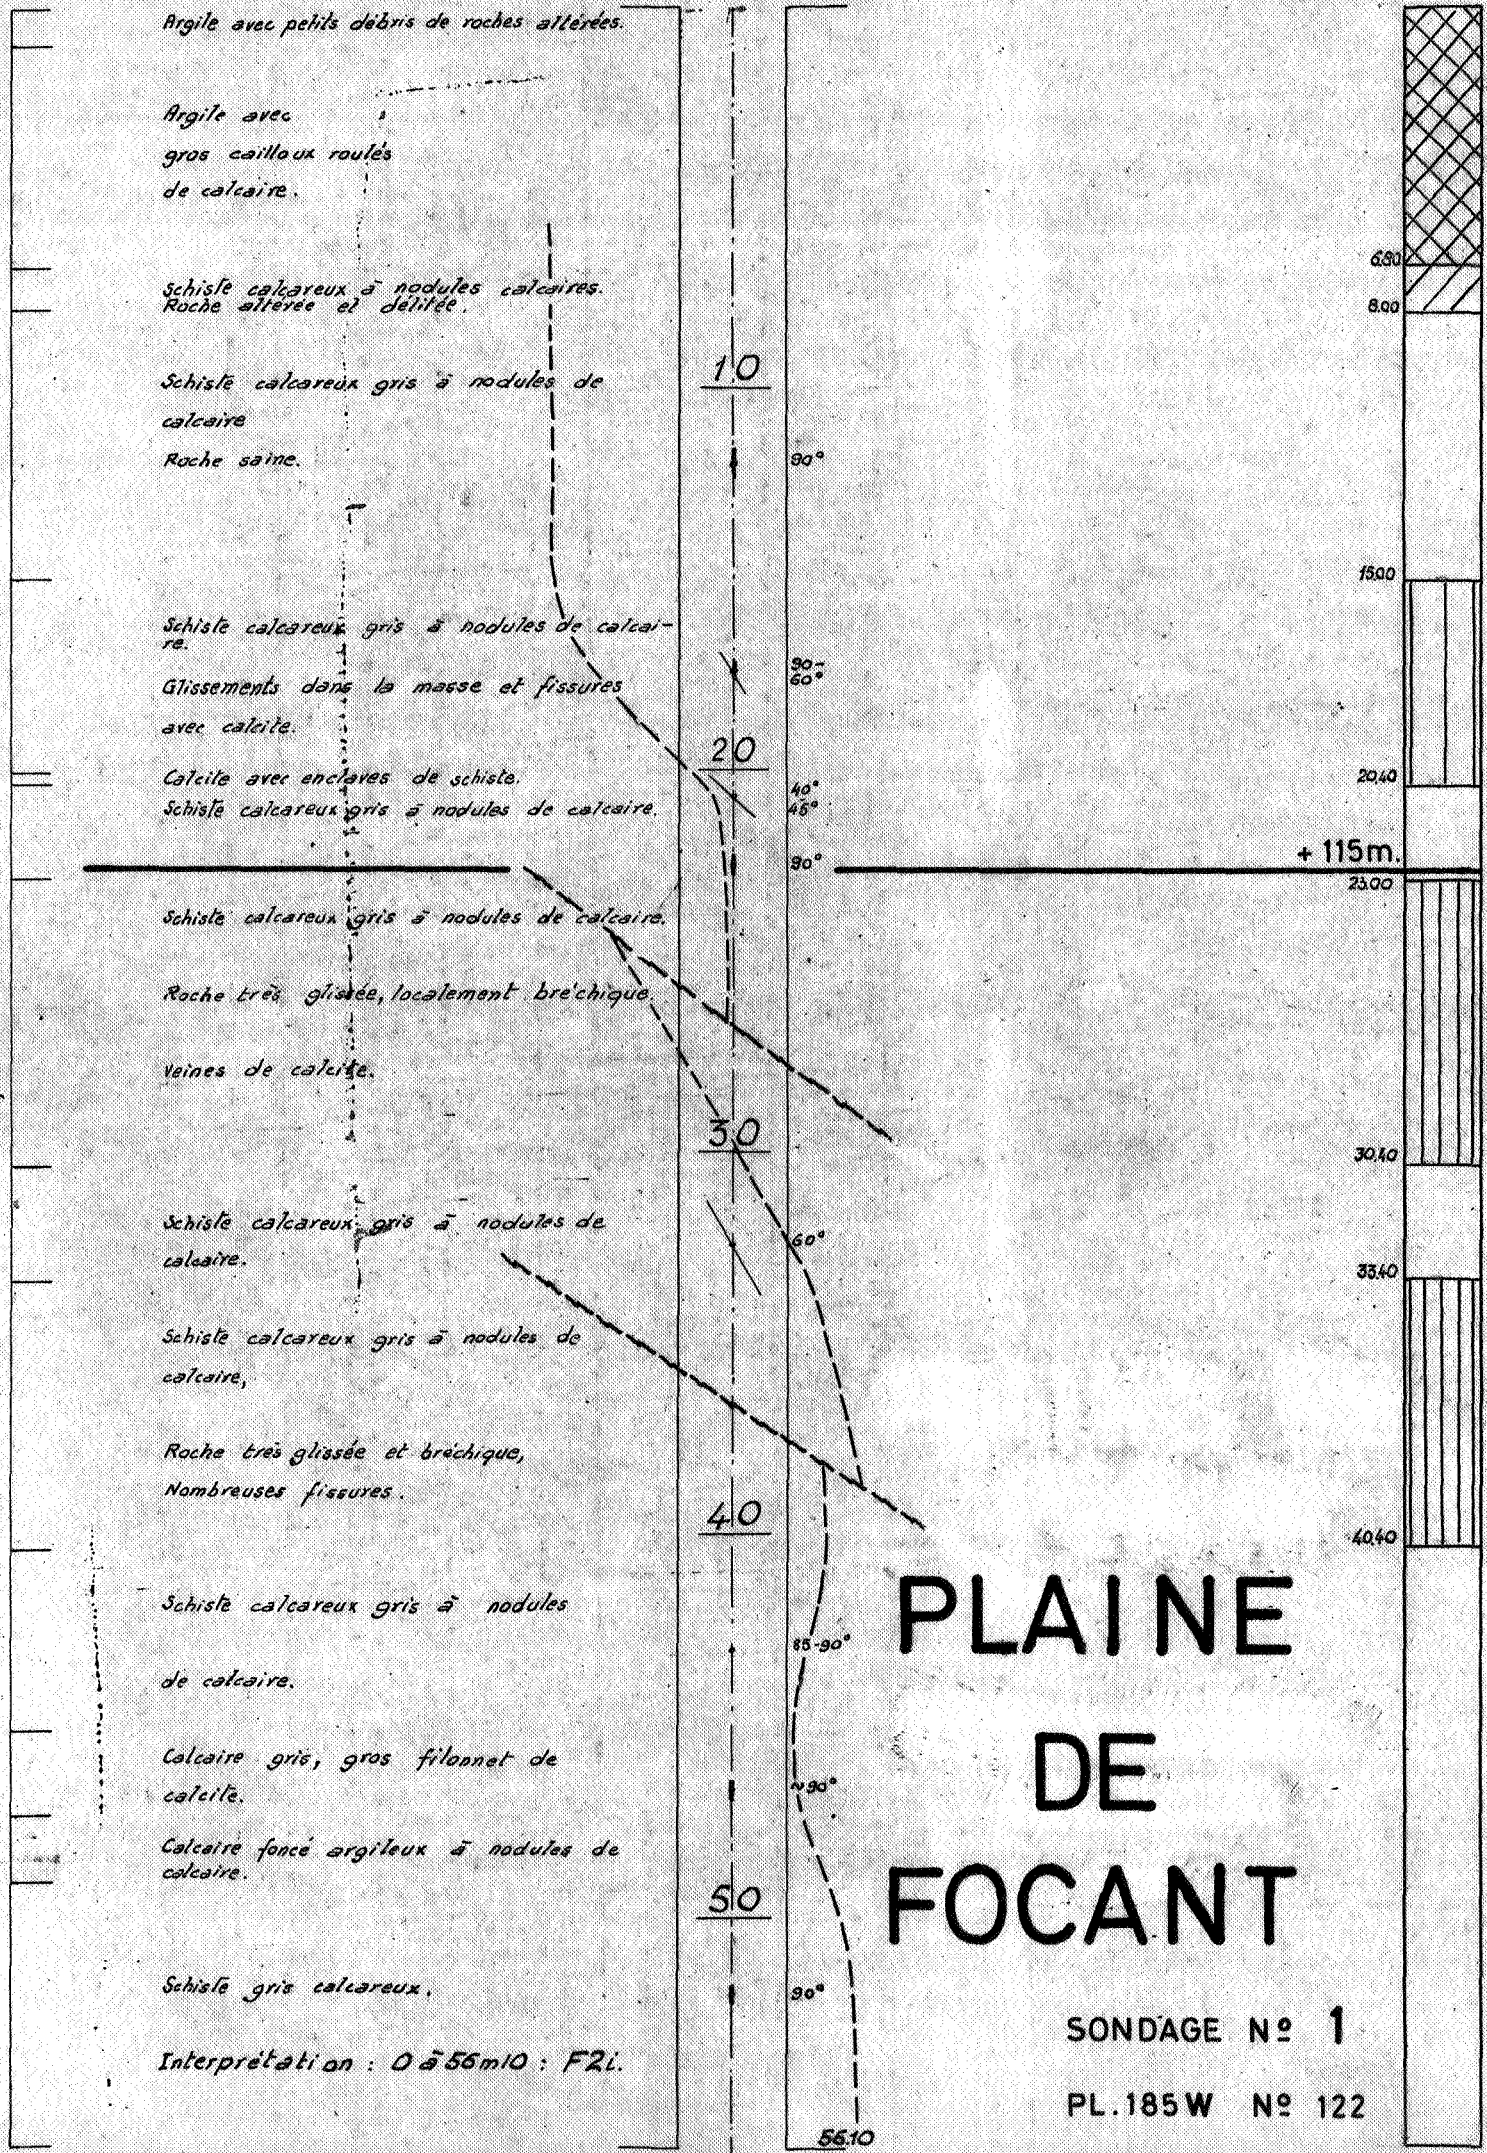 Argile avec petits débris de roches altérées.
Argile avec
gros cailloux roulés
de calcaire.
6.80
Schiste calcareux à nodules calcaires.
Roche altérée et délitée.
8.00
10
Schiste calcareux gris à nodules de
calcaire
Roche saine.
90°
15.00
Schiste calcareux gris à nodules de calcai-
re.
90-
60°
Glissements dans la masse et fissures
avec calcite.
20
Calcite avec enclaves de schiste.
20.40
40°
45°
Schiste calcareux gris à nodules de calcaire.
+ 115m.
90°
23.00
Schiste calcareux gris à nodules de calcaire.
Roche très glissée, localement bréchique.
Veines de calcite.
30
30.40
Schiste calcareux gris à nodules de
calcaire.
60°
33.40
Schiste calcareux gris à nodules de
calcaire,
Roche très glissée et bréchique,
Nombreuses fissures.
40
40.40
Schiste calcareux gris à nodules
de calcaire.
85-90°
Calcaire gris, gros filonnet de
calcite.
~90°
Calcaire foncé argileux à nodules de
calcaire.
50
Schiste gris calcareux.
90°
Interprétation : 0 à 56m10 : F2i.
56.10
PLAINE
DE
FOCANT
SONDAGE Nº 1
PL.185W Nº 122